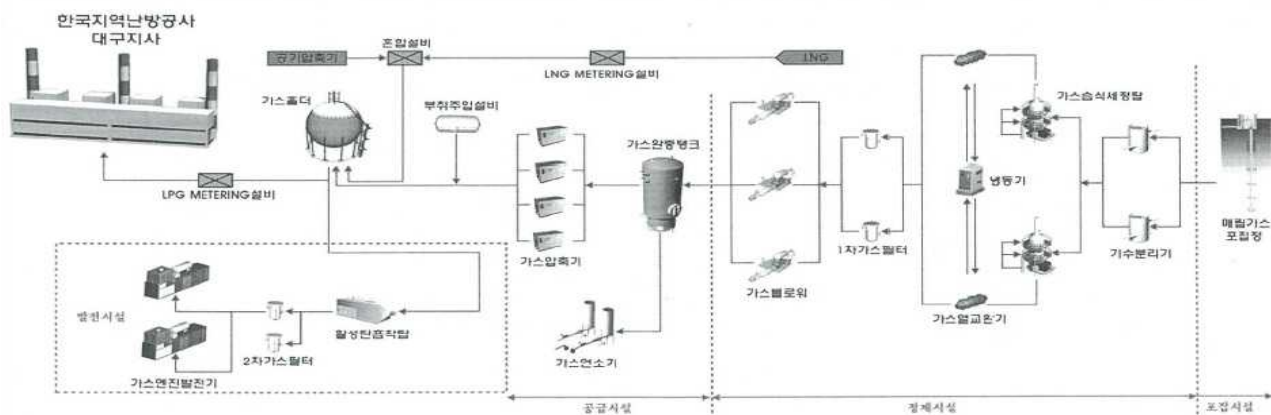 한국지역난방공사
대구지사
공기압축기
혼합설비
LNG METERING설비
LNG
가스홀더
부취주입설비
가스습식세정탑
가스완충탱크
LPG METERING설비
냉동기
매립가스
포집정
가스압축기
1차가스필터
기수분리기
가스블로워
가스열교환기
발전시설
활성탄흡착탑
2차가스필터
가스연소기
가스엔진발전기
공급시설
정제시설
포집시설